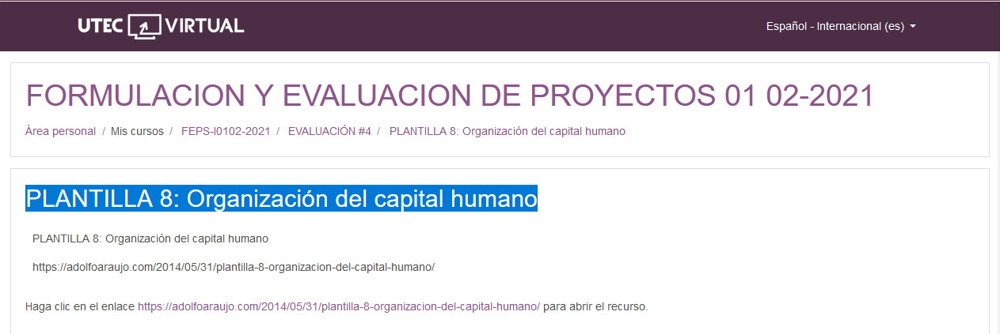 UTEC VIRTUAL
Español - Internacional (es)
FORMULACION Y EVALUACION DE PROYECTOS 01 02-2021
Área personal / Mis cursos / FEPS-I0102-2021 / EVALUACIÓN #4 / PLANTILLA 8: Organización del capital humano
PLANTILLA 8: Organización del capital humano
PLANTILLA 8: Organización del capital humano
https://adolfoaraujo.com/2014/05/31/plantilla-8-organizacion-del-capital-humano/
Haga clic en el enlace https://adolfoaraujo.com/2014/05/31/plantilla-8-organizacion-del-capital-humano/ para abrir el recurso.